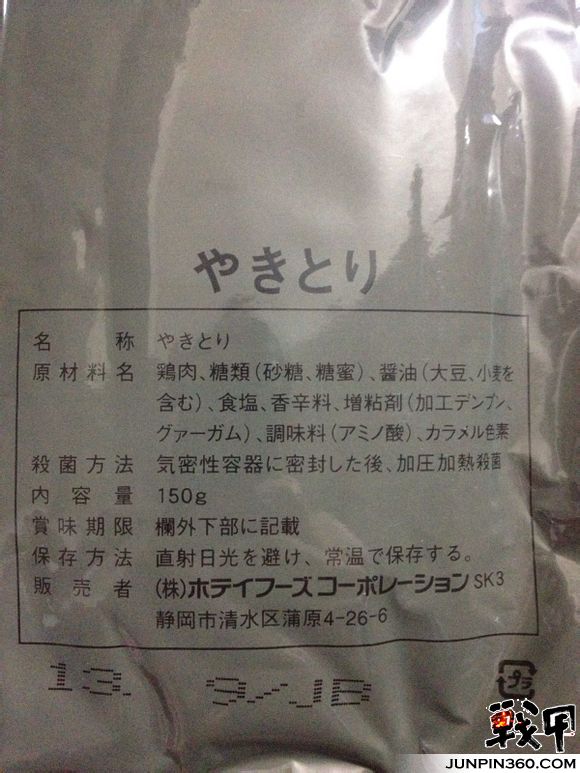 やきとり
名称 やきとり
原材料名 鶏肉、糖類(砂糖、糖蜜)、醤油(大豆、小麦を
含む)、食塩、香辛料、増粘剤(加工デンプン、
グァーガム)、調味料(アミノ酸)、カラメル色素
殺菌方法 気密性容器に密封した後、加圧加熱殺菌
内容量 150g
賞味期限 欄外下部に記載
保存方法 直射日光を避け、常温で保存する。
販売者 (株)ホテイフーズコーポレーション SK3
静岡市清水区蒲原4-26-6
13. 9/JB
プラ
戦甲
JUNPIN360.COM